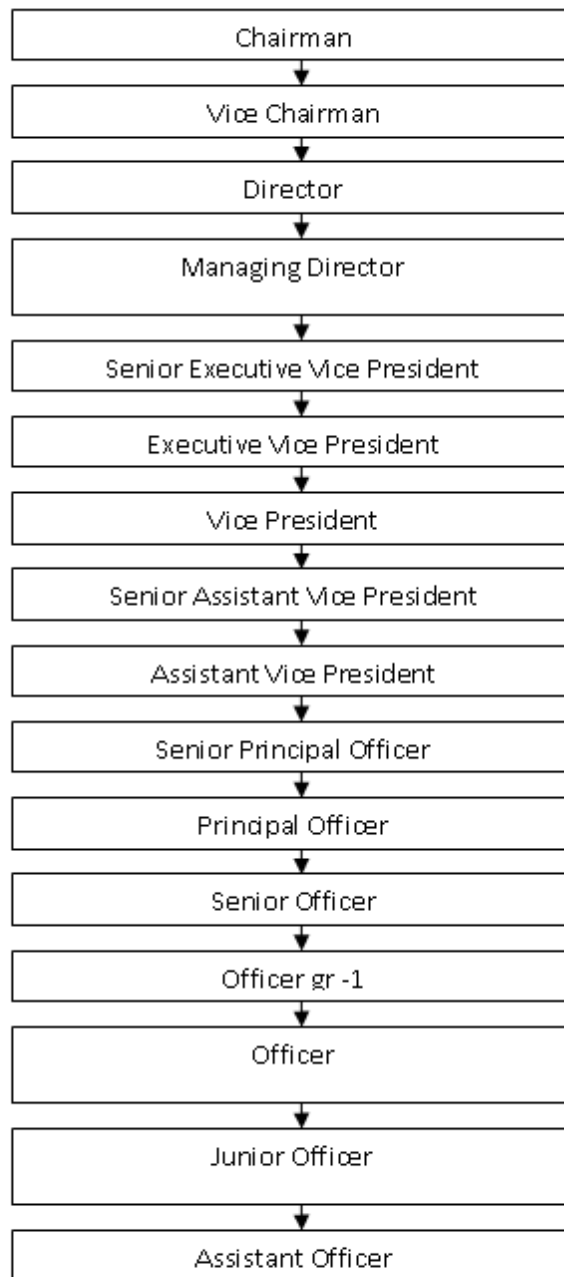 Chairman
Vice Chairman
Director
Managing Director
Senior Executive Vice President
Executive Vice President
Vice President
Senior Assistant Vice President
Assistant Vice President
Senior Principal Officer
Principal Officer
Senior Officer
Officer gr -1
Officer
Junior Officer
Assistant Officer